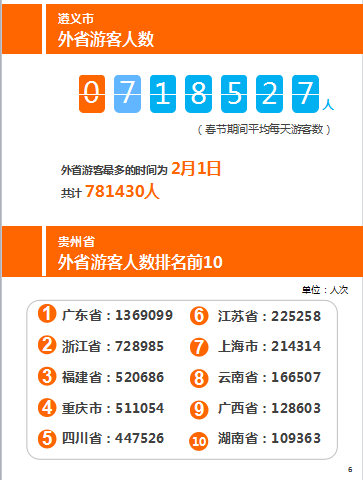 遵义市
外省游客人数
0718527人
（春节期间平均每天游客数）
外省游客最多的时间为 2月1日
共计 781430人
贵州省
外省游客人数排名前10
单位：人次
1 广东省：1369099
2 浙江省：728985
3 福建省：520686
4 重庆市：511054
5 四川省：447526
6 江苏省：225258
7 上海市：214314
8 云南省：166507
9 广西省：128603
10 湖南省：109363
6